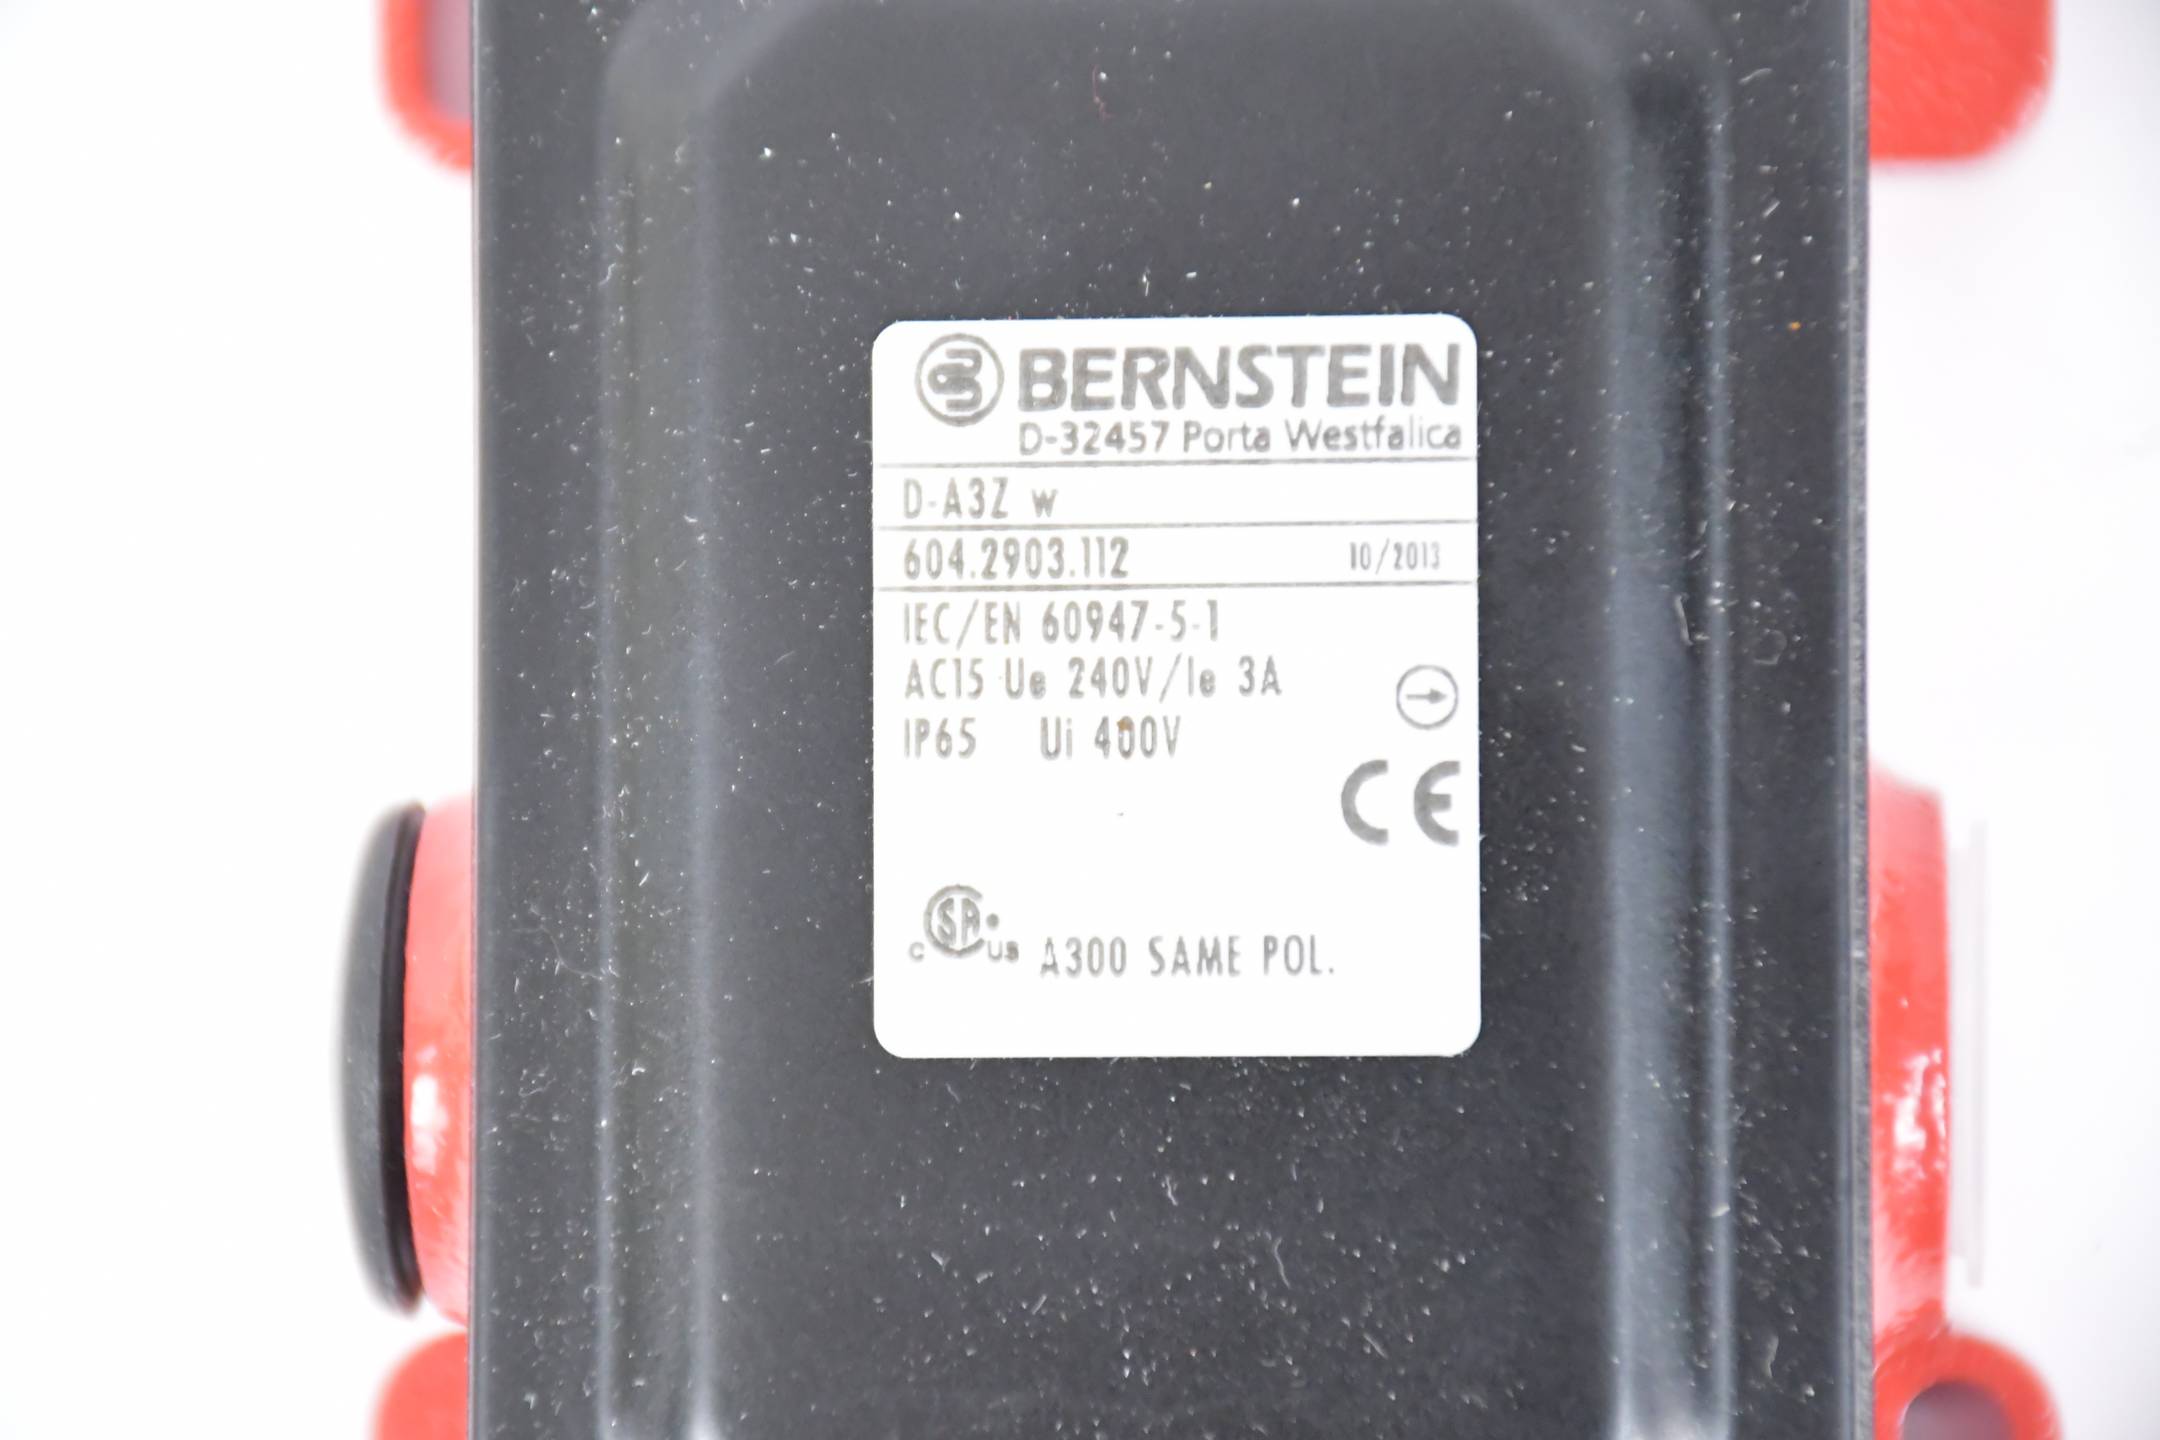 BERNSTEIN
D-32457 Porta Westfalica
D-A3Z w
604.2903.112 10/2013
IEC/EN 60947-5-1
AC15 Ue 240V/Ie 3A
IP65 Ui 400V
CE
C SA US A300 SAME POL.